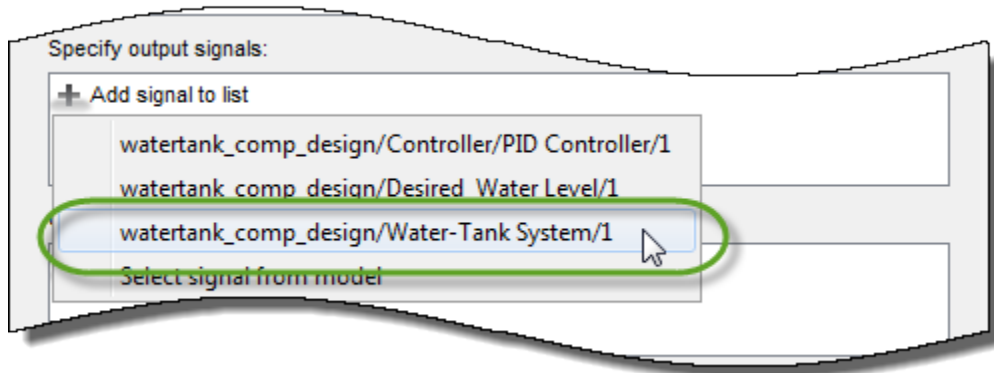 Specify output signals:
Add signal to list
watertank_comp_design/Controller/PID Controller/1
watertank_comp_design/Desired Water Level/1
watertank_comp_design/Water-Tank System/1
Select signal from model